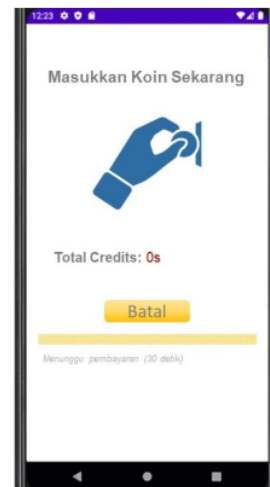 12:23
Masukkan Koin Sekarang
Total Credits: 0s
Batal
Menunggu pembayaran (30 detik)